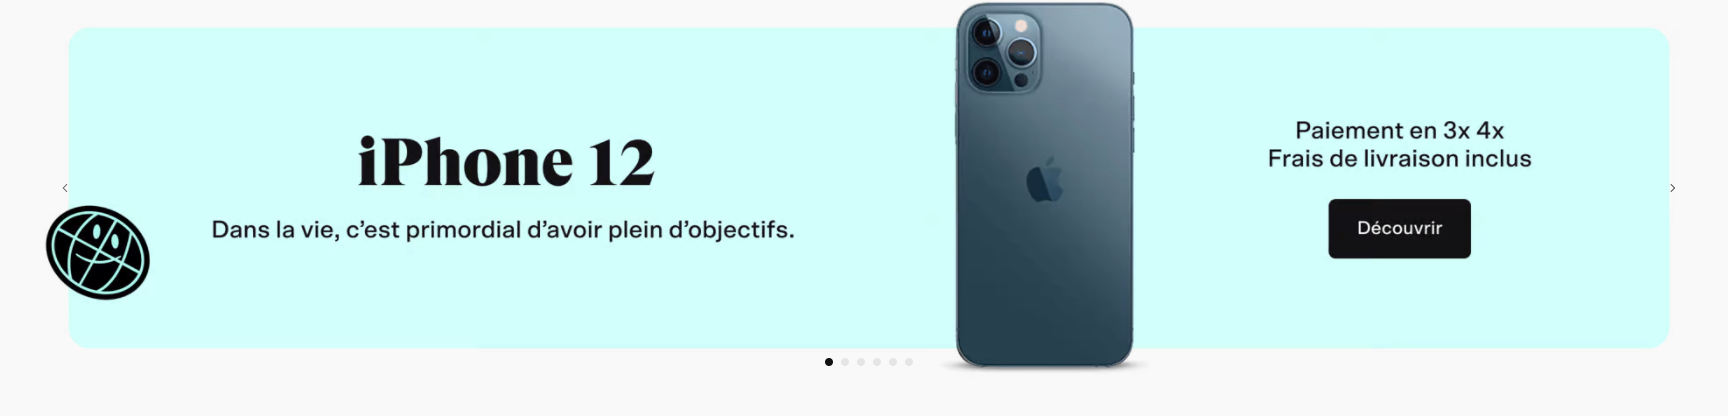 iPhone 12
Dans la vie, c’est primordial d’avoir plein d’objectifs.
Paiement en 3x 4x
Frais de livraison inclus
Découvrir